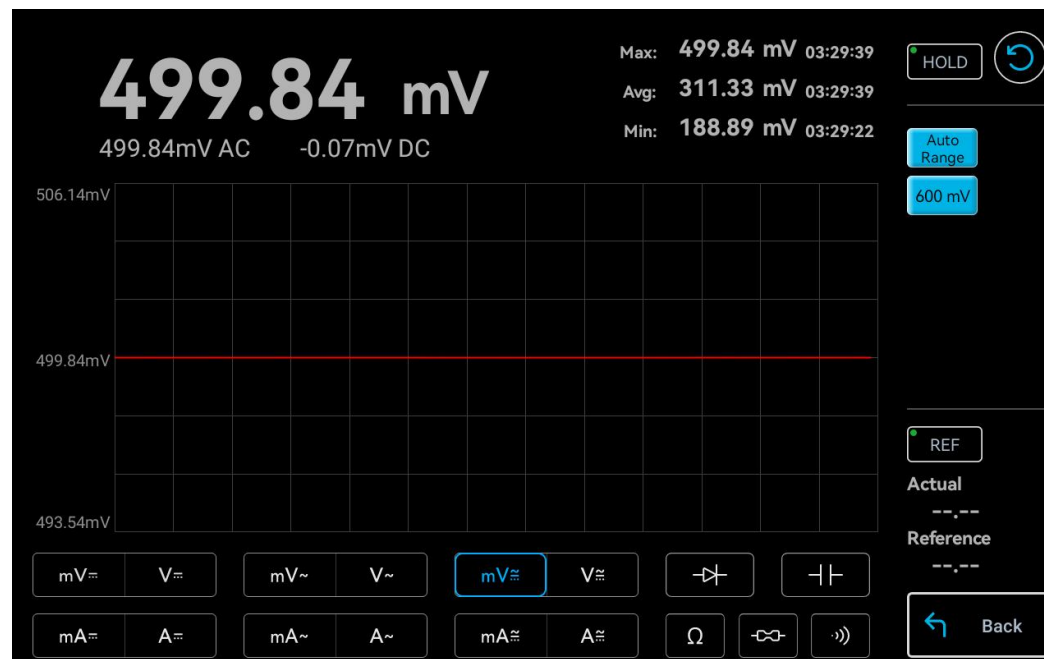 499.84 mV
499.84mV AC -0.07mV DC
Max: 499.84 mV 03:29:39
Avg: 311.33 mV 03:29:39
Min: 188.89 mV 03:29:22
HOLD
Auto
Range
600 mV
506.14mV
499.84mV
493.54mV
REF
Actual
--.--
Reference
--.--
mV⎓ V⎓ mV~ V~ mV≅ V≅
mA⎓ A⎓ mA~ A~ mA≅ A≅ Ω
Back